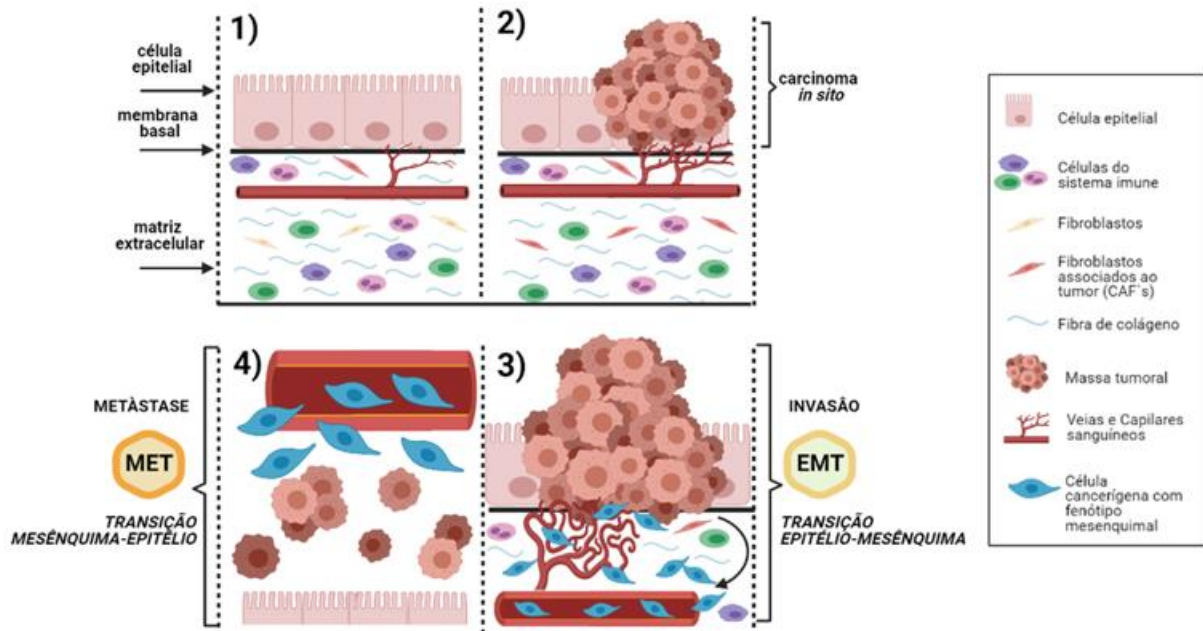 1)
2)
célula
epitelial
membrana
basal
matriz
extracelular
carcinoma
in sito
4)
3)
METÀSTASE
MET
TRANSIÇÃO
MESÊNQUIMA-EPITÉLIO
INVASÂO
EMT
TRANSIÇÃO
EPITÉLIO-MESÊNQUIMA
Célula epitelial
Células do
sistema imune
Fibroblastos
Fibroblastos
associados ao
tumor (CAF´s)
Fibra de colágeno
Massa tumoral
Veias e Capilares
sanguíneos
Célula
cancerígena com
fenótipo
mesenquimal